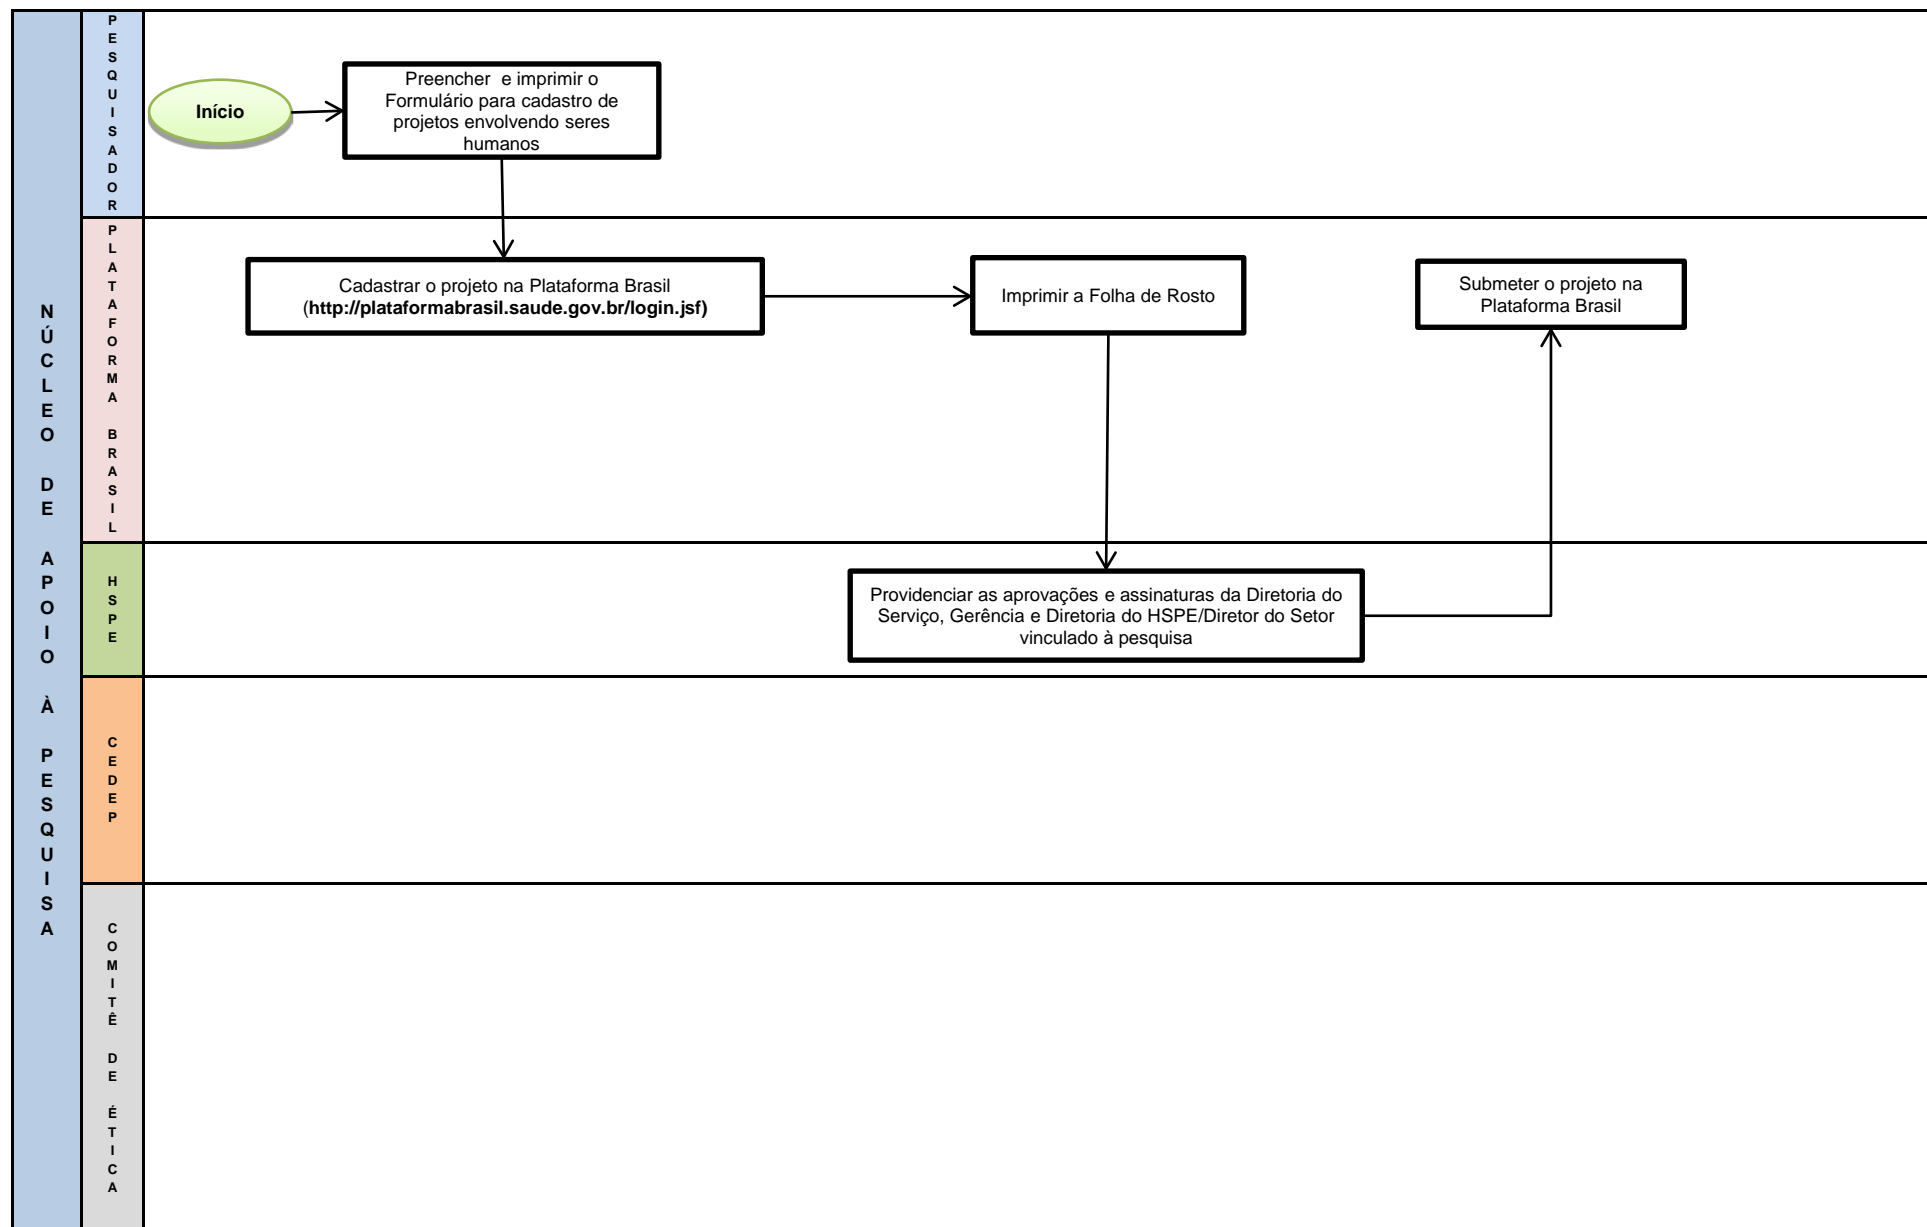 NÚCLEO DE APOIO À PESQUISA
PESQUISADOR
Início
Preencher  e imprimir o
Formulário para cadastro de
projetos envolvendo seres
humanos
PLATAFORMA BRASIL
Cadastrar o projeto na Plataforma Brasil
(http://plataformabrasil.saude.gov.br/login.jsf)
Imprimir a Folha de Rosto
Submeter o projeto na
Plataforma Brasil
HSPE
Providenciar as aprovações e assinaturas da Diretoria do
Serviço, Gerência e Diretoria do HSPE/Diretor do Setor
vinculado à pesquisa
CEDEP
COMITÊ DE ÉTICA